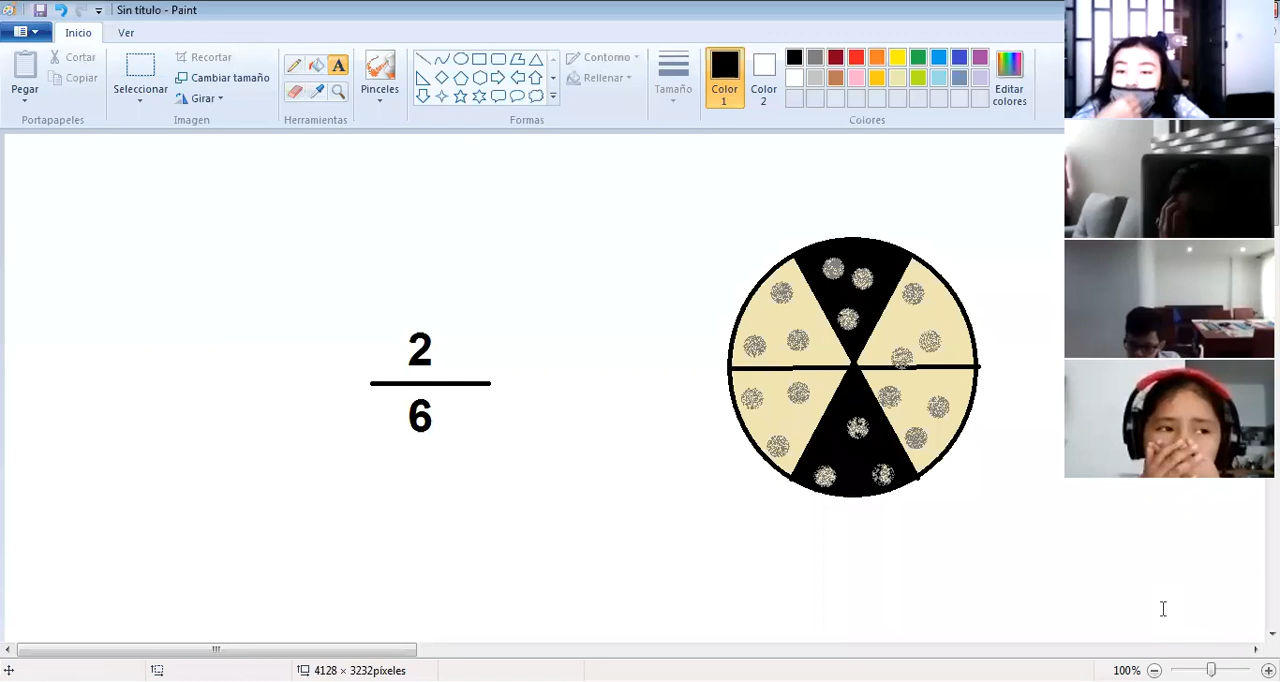 Sin título - Paint
Inicio Ver
Pegar
Cortar
Copiar
Portapapeles
Seleccionar
Recortar
Cambiar tamaño
Girar
Imagen
A
Herramientas
Pinceles
Formas
Contorno
Rellenar
Tamaño
Color
1
Color
2
Editar
colores
Colores
2
6
4128 × 3232píxeles
100%